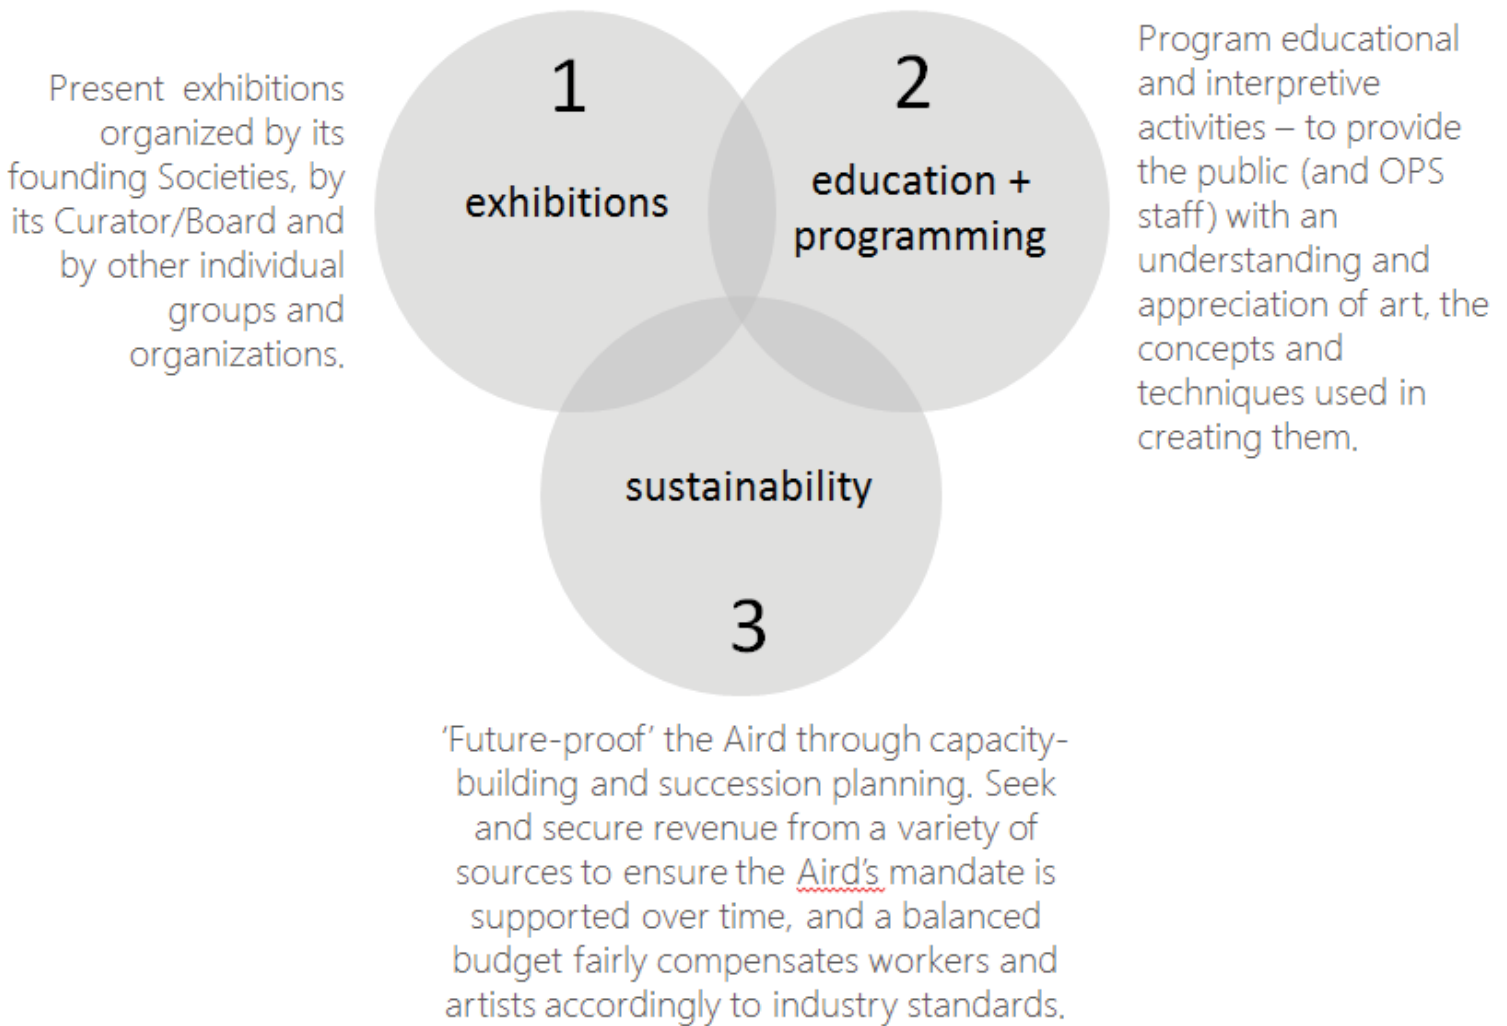 Present exhibitions
organized by its
founding Societies, by
its Curator/Board and
by other individual
groups and
organizations.
1
exhibitions
2
education +
programming
Program educational
and interpretive
activities – to provide
the public (and OPS
staff) with an
understanding and
appreciation of art, the
concepts and
techniques used in
creating them.
sustainability
3
‘Future-proof’ the Aird through capacity-
building and succession planning. Seek
and secure revenue from a variety of
sources to ensure the Aird’s mandate is
supported over time, and a balanced
budget fairly compensates workers and
artists accordingly to industry standards.